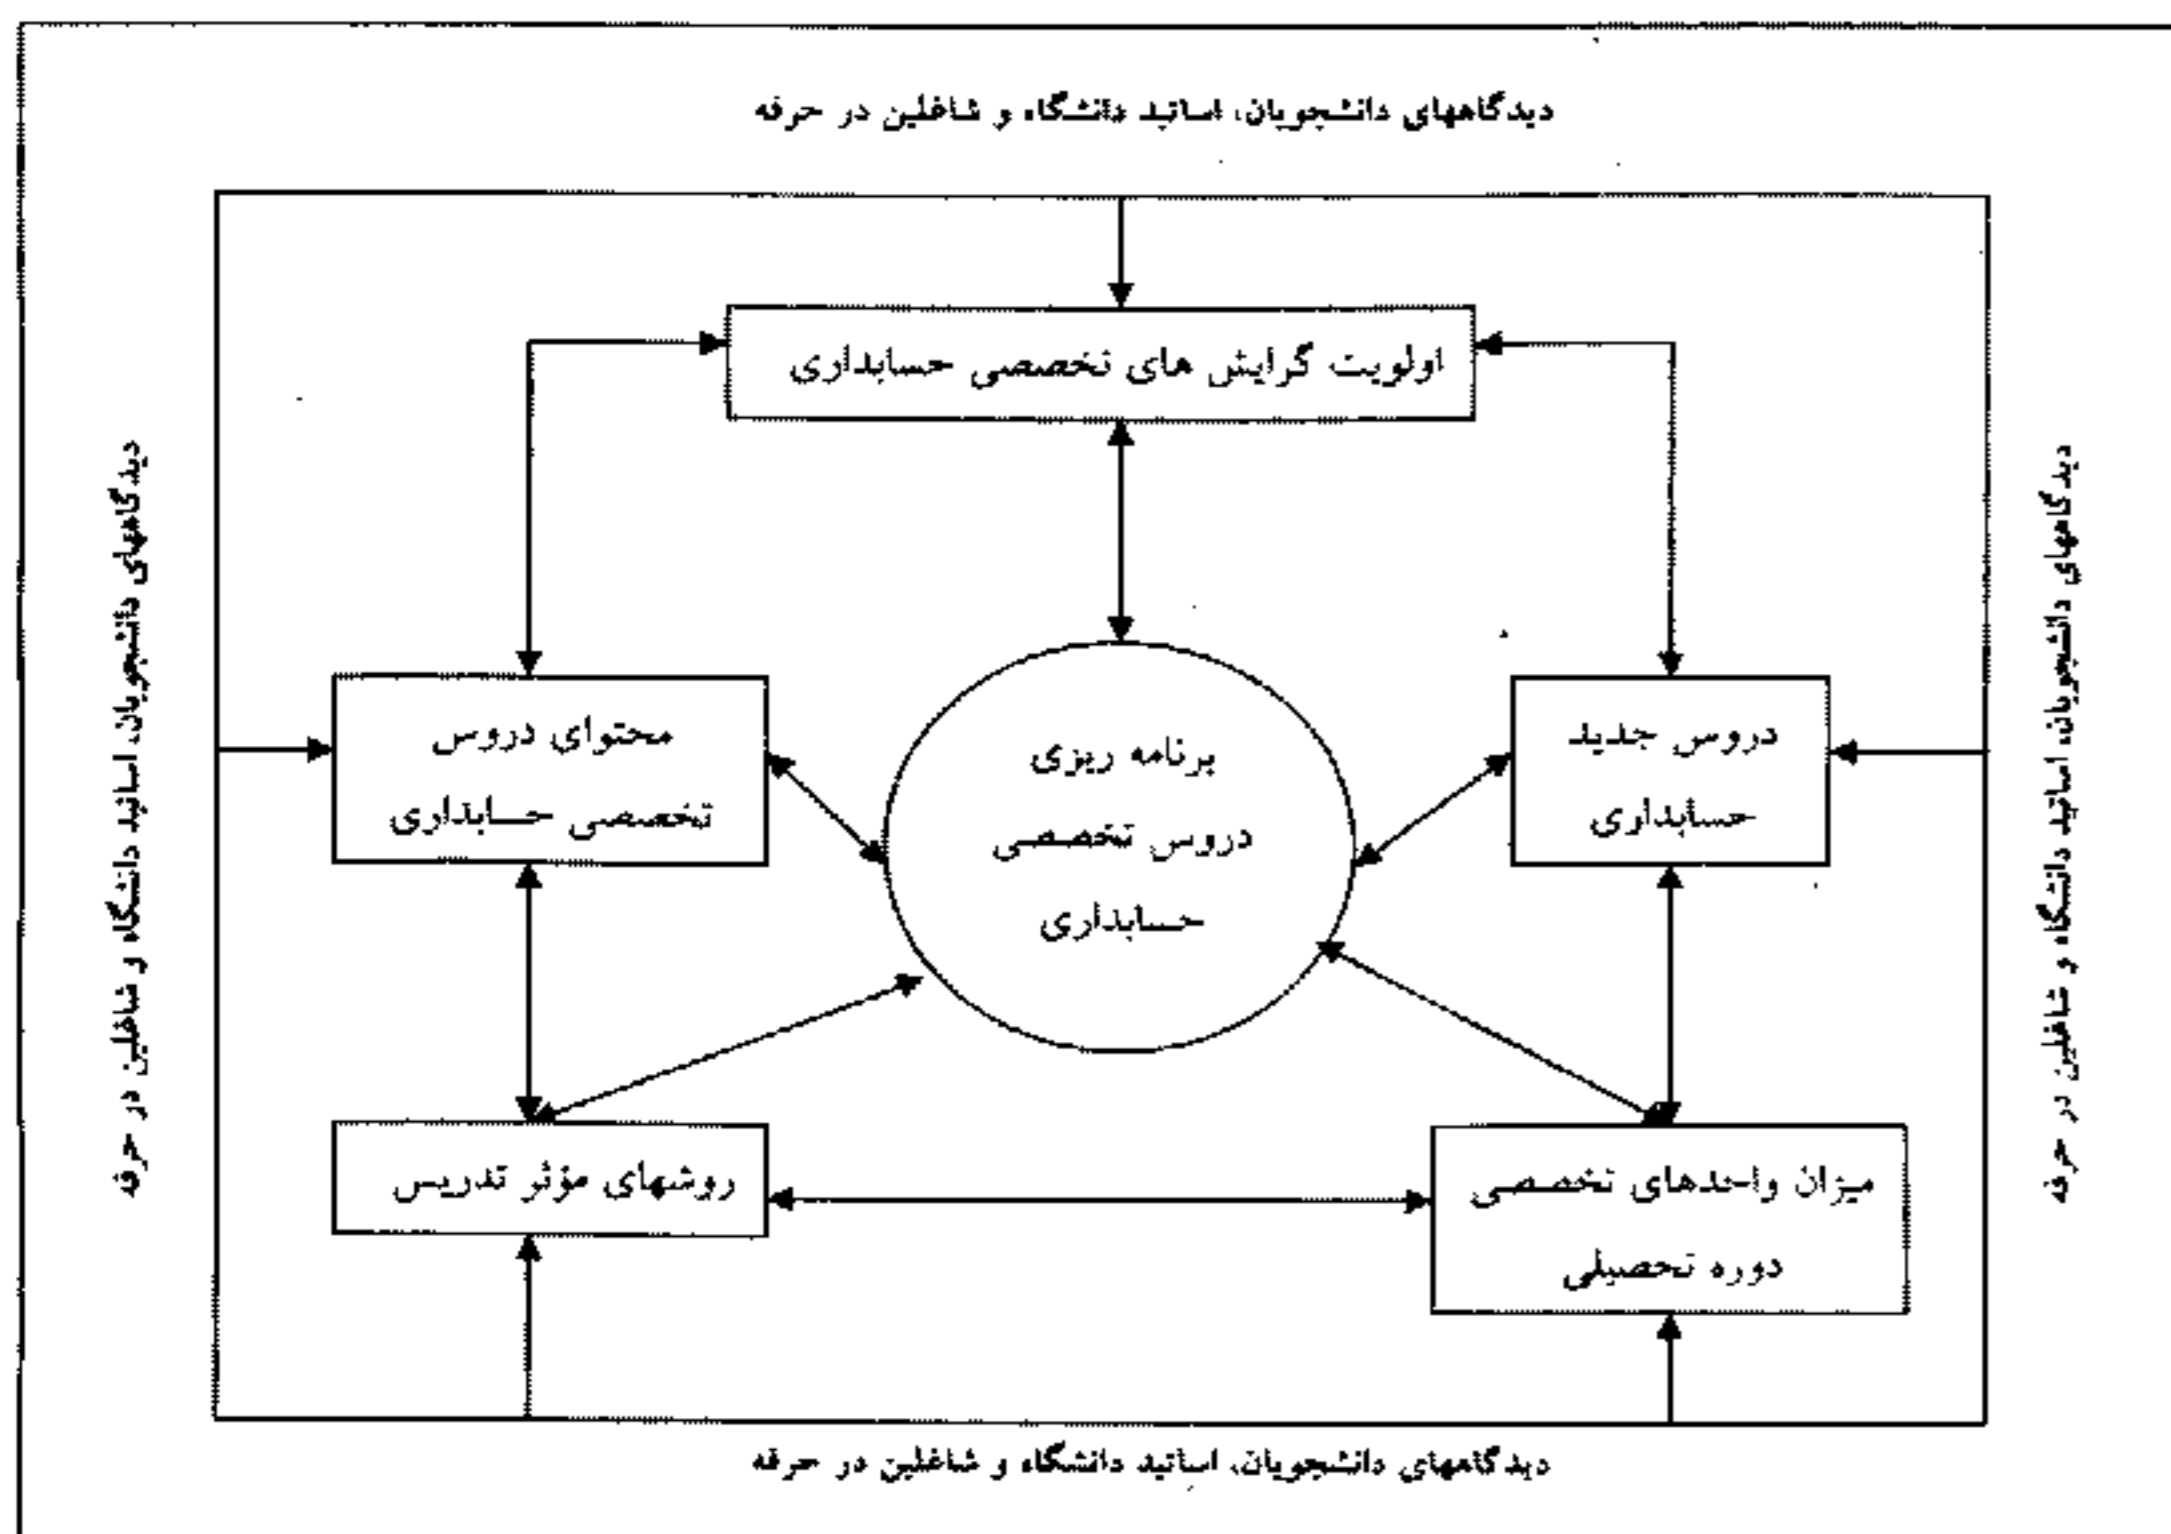 دیدگاههای دانشجویان، اساتید دانشگاه و شاغلین در حرفه
اولویت گرایش های تخصصی حسابداری
دیدگاههای دانشجویان، اساتید دانشگاه و شاغلین در حرفه
دروس جدید
حسابداری
برنامه ریزی
دروس تخصصی
حسابداری
محتوای دروس
تخصصی حسابداری
دیدگاههای دانشجویان، اساتید دانشگاه و شاغلین در حرفه
میزان واحدهای تخصصی
دوره تحصیلی
روشهای مؤثر تدریس
دیدگاههای دانشجویان، اساتید دانشگاه و شاغلین در حرفه